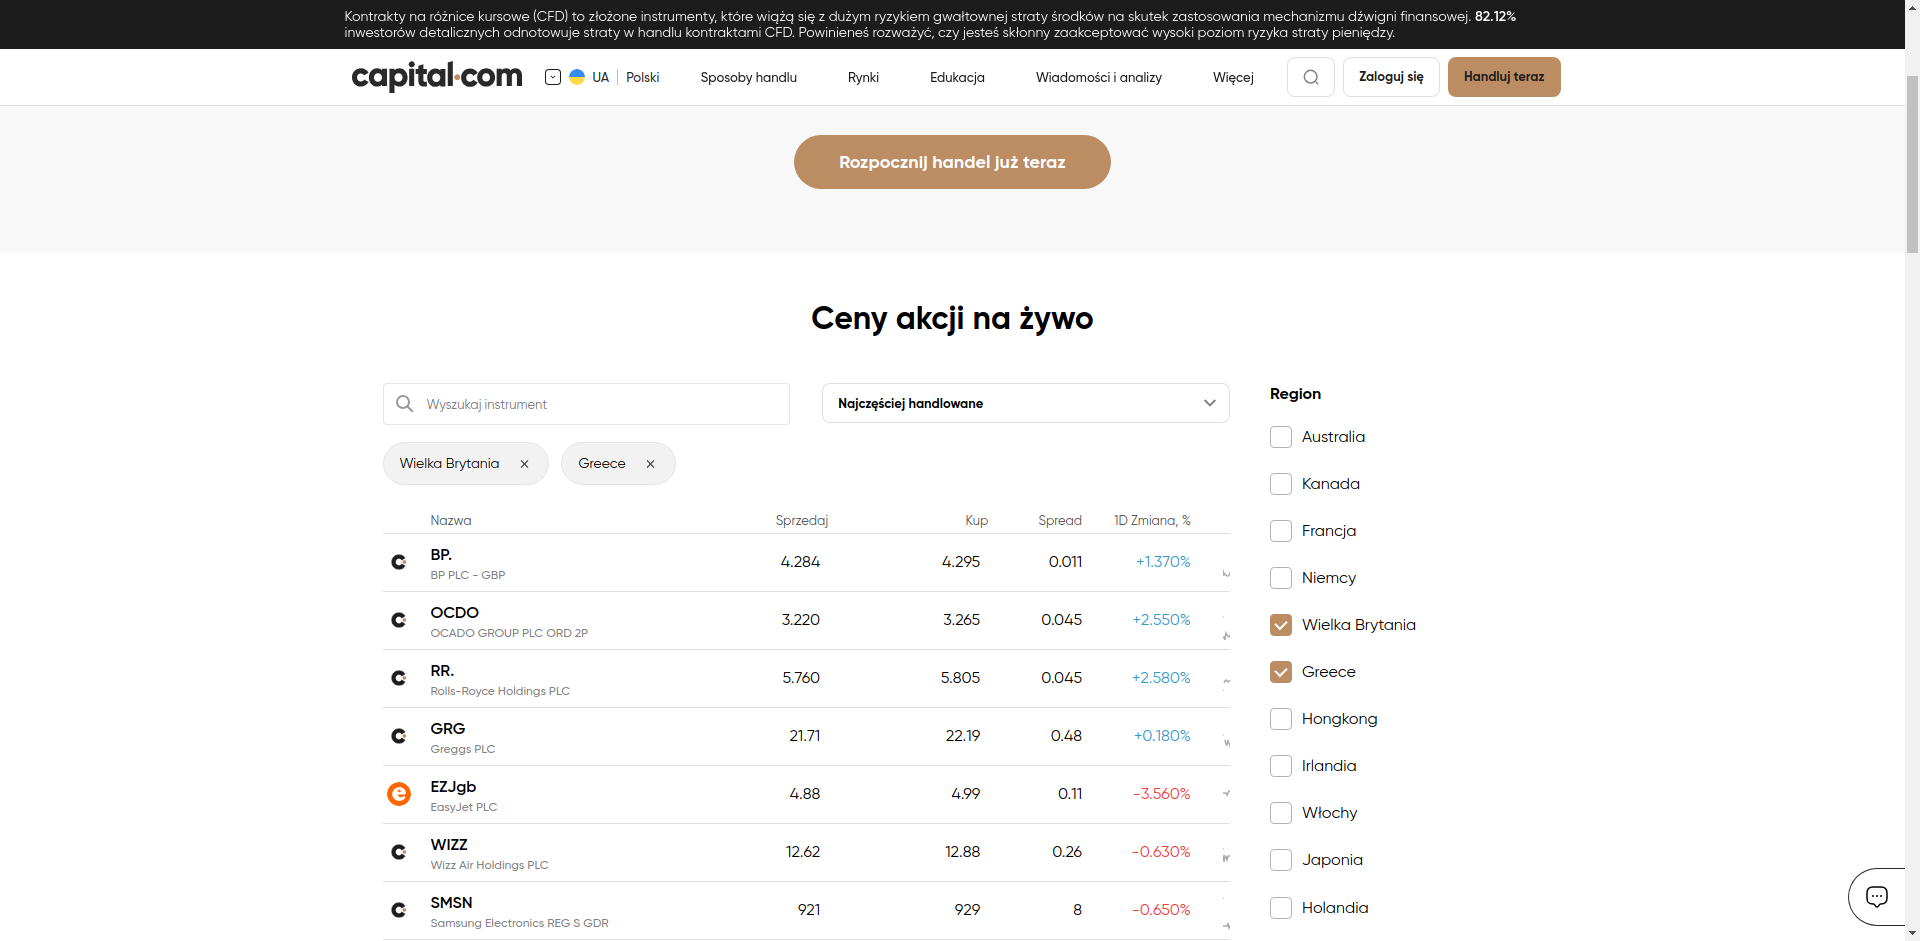 Kontrakty na różnice kursowe (CFD) to złożone instrumenty, które wiążą się z dużym ryzykiem gwałtownej straty środków na skutek zastosowania mechanizmu dźwigni finansowej. 82.12%
inwestorów detalicznych odnotowuje straty w handlu kontraktami CFD. Powinieneś rozważyć, czy jesteś skłonny zaakceptować wysoki poziom ryzyka straty pieniędzy.
capital.com UA Polski Sposoby handlu Rynki Edukacja Wiadomości i analizy Więcej Zaloguj się Handluj teraz
Rozpocznij handel już teraz
Ceny akcji na żywo
Wyszukaj instrument Najczęściej handlowane
Wielka Brytania × Greece ×
Nazwa Sprzedaj Kup Spread 1D Zmiana, %
BP. 4.284 4.295 0.011 +1.370%
BP PLC - GBP
OCDO 3.220 3.265 0.045 +2.550%
OCADO GROUP PLC ORD 2P
RR. 5.760 5.805 0.045 +2.580%
Rolls-Royce Holdings PLC
GRG 21.71 22.19 0.48 +0.180%
Greggs PLC
EZJgb 4.88 4.99 0.11 -3.560%
EasyJet PLC
WIZZ 12.62 12.88 0.26 -0.630%
Wizz Air Holdings PLC
SMSN 921 929 8 -0.650%
Samsung Electronics REG S GDR
Region
Australia
Kanada
Francja
Niemcy
Wielka Brytania
Greece
Hongkong
Irlandia
Włochy
Japonia
Holandia